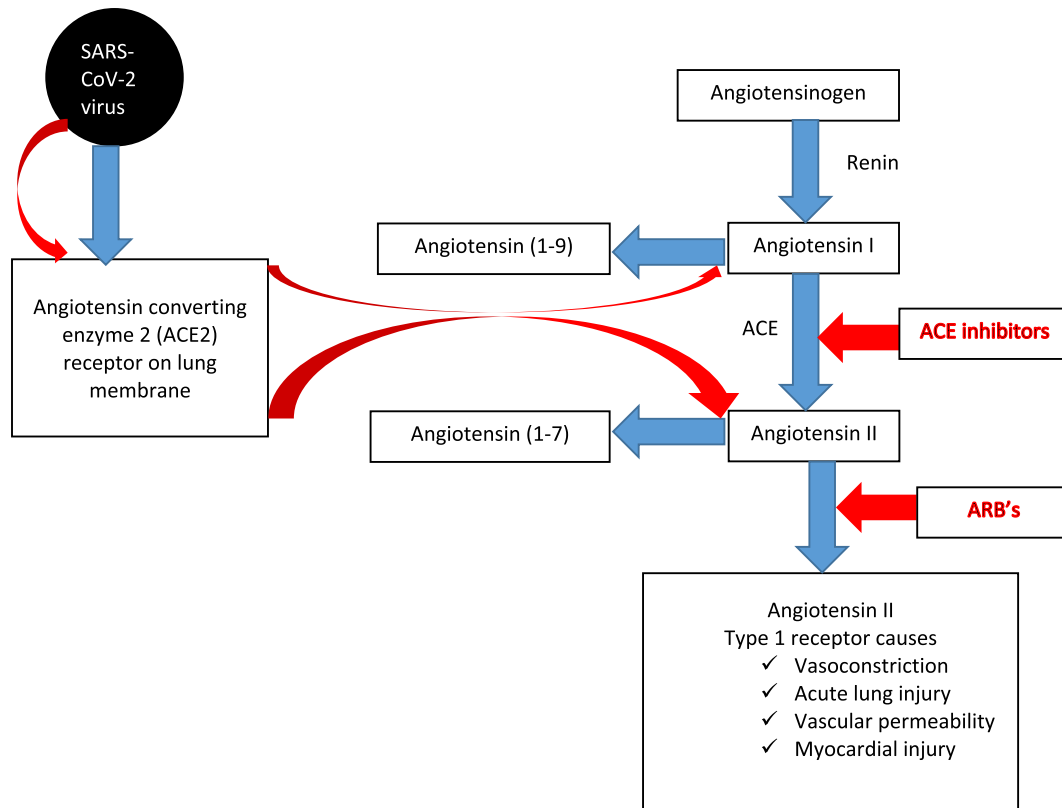 SARS-
CoV-2
virus
Angiotensinogen
Renin
Angiotensin (1-9)
Angiotensin I
Angiotensin converting
enzyme 2 (ACE2)
receptor on lung
membrane
ACE
ACE inhibitors
Angiotensin (1-7)
Angiotensin II
ARB’s
Angiotensin II
Type 1 receptor causes
✓ Vasoconstriction
✓ Acute lung injury
✓ Vascular permeability
✓ Myocardial injury